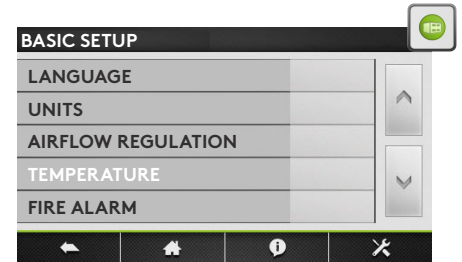 BASIC SETUP
LANGUAGE
UNITS
AIRFLOW REGULATION
TEMPERATURE
FIRE ALARM